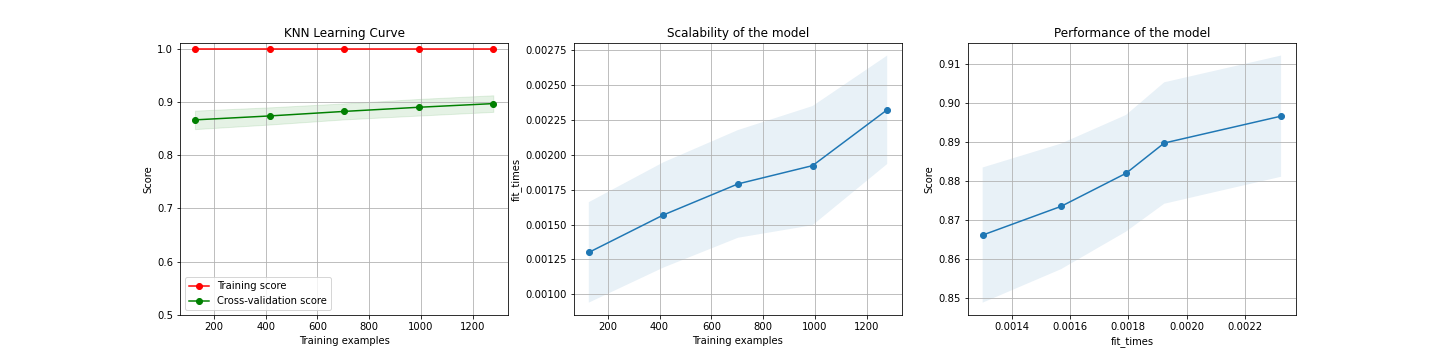 KNN Learning Curve
Score
1.0
0.9
0.8
0.7
0.6
0.5
Training score
Cross-validation score
200 400 600 800 1000 1200
Training examples
Scalability of the model
fit_times
0.00275
0.00250
0.00225
0.00200
0.00175
0.00150
0.00125
0.00100
200 400 600 800 1000 1200
Training examples
Performance of the model
Score
0.91
0.90
0.89
0.88
0.87
0.86
0.85
0.0014 0.0016 0.0018 0.0020 0.0022
fit_times